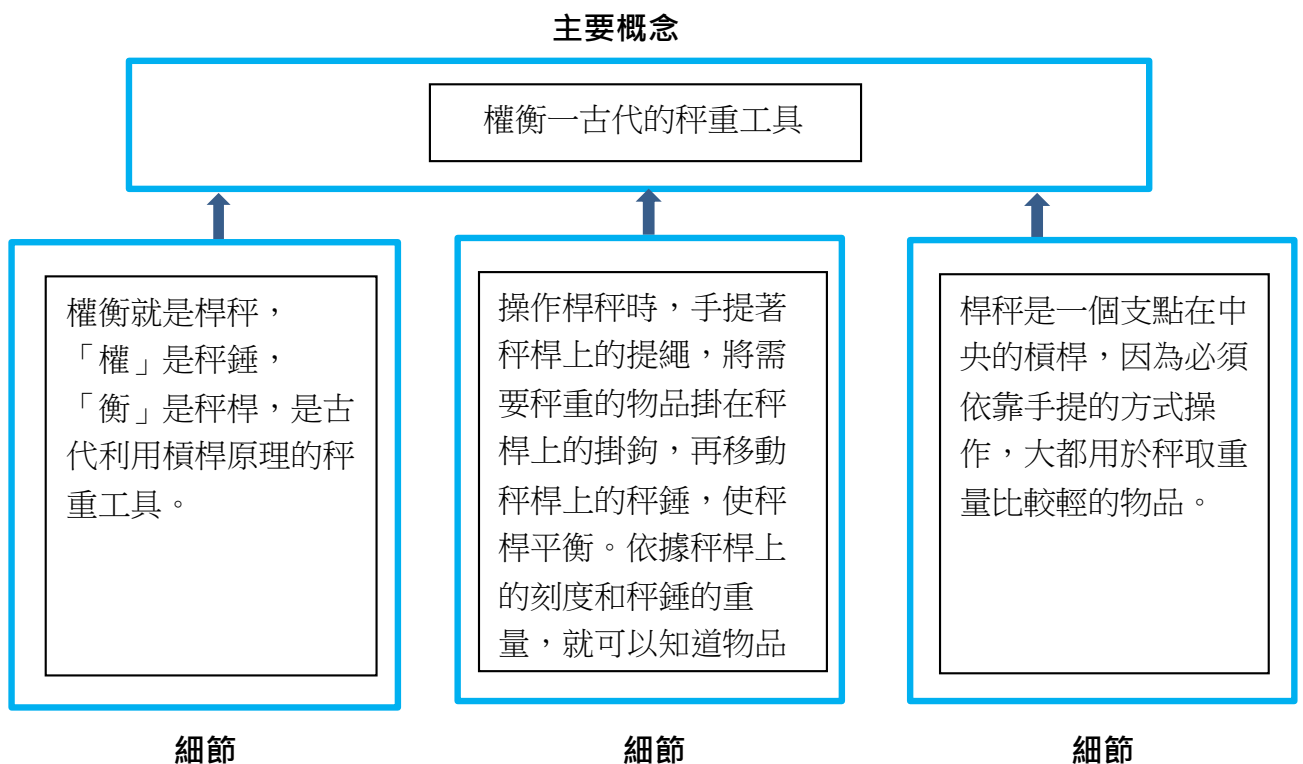 主要概念
權衡一古代的秤重工具
權衡就是桿秤，
「權」是秤錘，
「衡」是秤桿，是古
代利用槓桿原理的秤
重工具。
操作桿秤時，手提著
秤桿上的提繩，將需
要秤重的物品掛在秤
桿上的掛鉤，再移動
秤桿上的秤錘，使秤
桿平衡。依據秤桿上
的刻度和秤錘的重
量，就可以知道物品
桿秤是一個支點在中
央的槓桿，因為必須
依靠手提的方式操
作，大都用於秤取重
量比較輕的物品。
細節
細節
細節